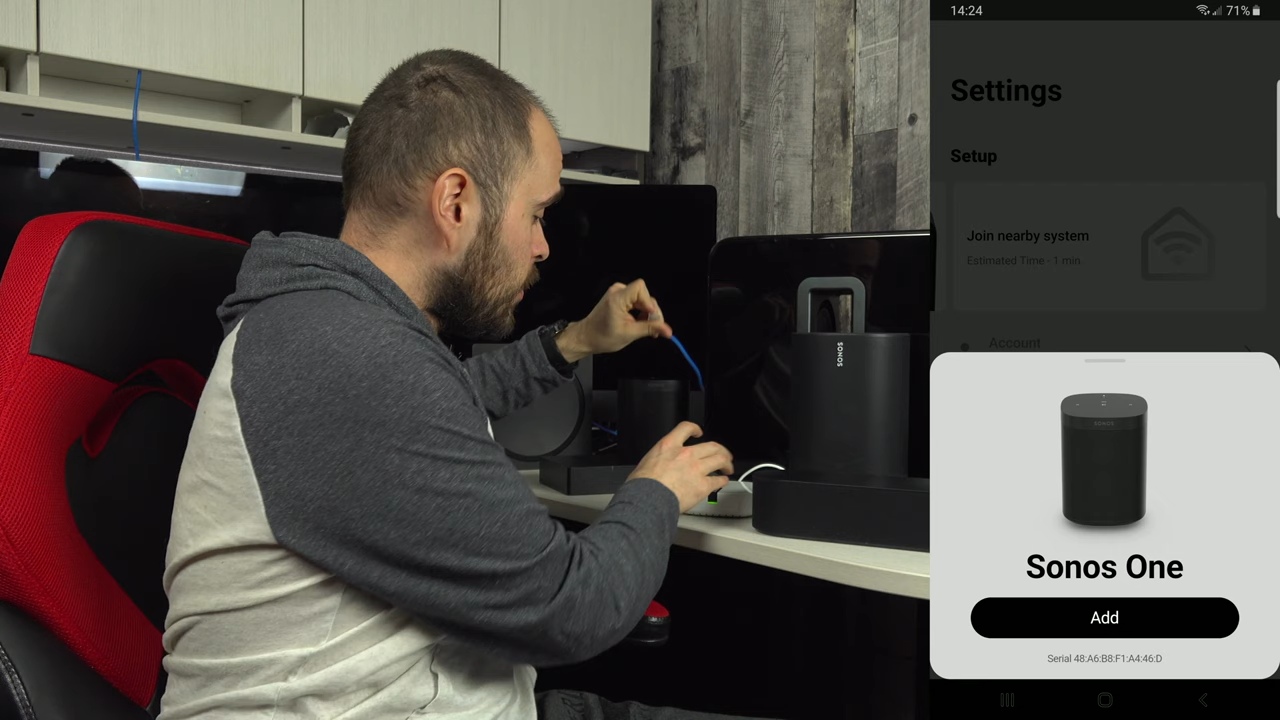 14:24
71%
Settings
Setup
Join nearby system
Estimated Time - 1 min
Account
SONOS
SONOS
Sonos One
Add
Serial 48:A6:B8:F1:A4:46:D